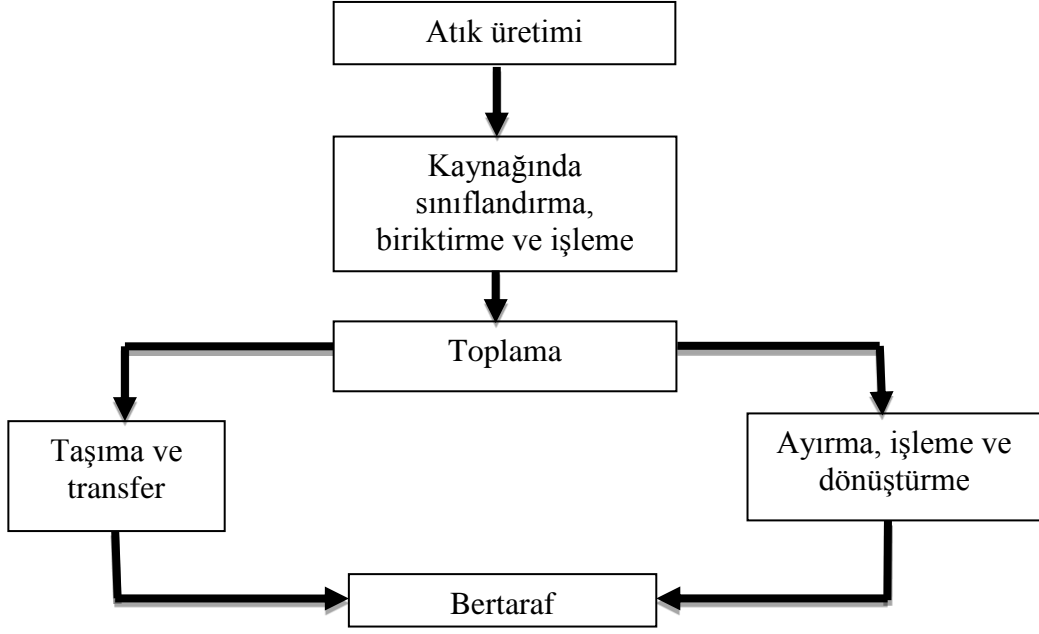 Atık üretimi
Kaynağında
sınıflandırma,
biriktirme ve işleme
Toplama
Taşıma ve
transfer
Ayırma, işleme ve
dönüştürme
Bertaraf